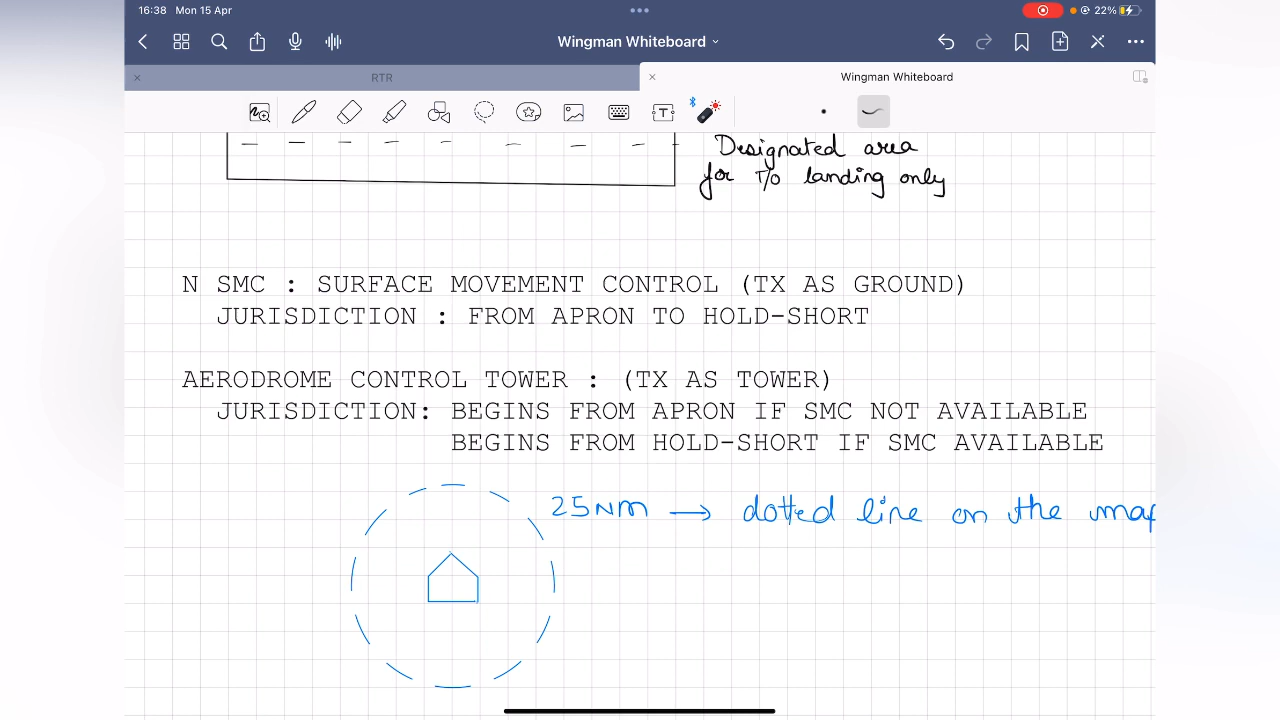 16:38 Mon 15 Apr
22%
Wingman Whiteboard
RTR
Wingman Whiteboard
T
Designated area
for T/O landing only
N SMC : SURFACE MOVEMENT CONTROL (TX AS GROUND)
JURISDICTION : FROM APRON TO HOLD-SHORT
AERODROME CONTROL TOWER : (TX AS TOWER)
JURISDICTION: BEGINS FROM APRON IF SMC NOT AVAILABLE
BEGINS FROM HOLD-SHORT IF SMC AVAILABLE
25NM → dotted line on the map